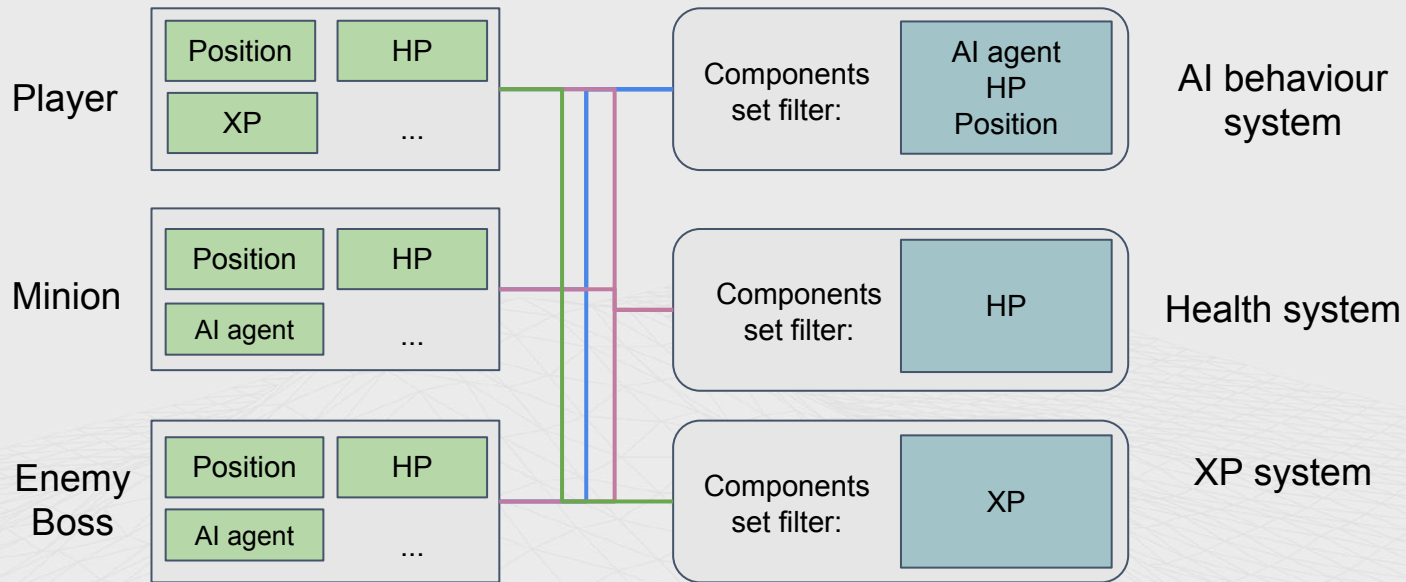 Player
Position
HP
XP
...
Components
set filter:
AI agent
HP
Position
AI behaviour
system
Minion
Position
HP
AI agent
...
Components
set filter:
HP
Health system
Enemy
Boss
Position
HP
AI agent
...
Components
set filter:
XP
XP system